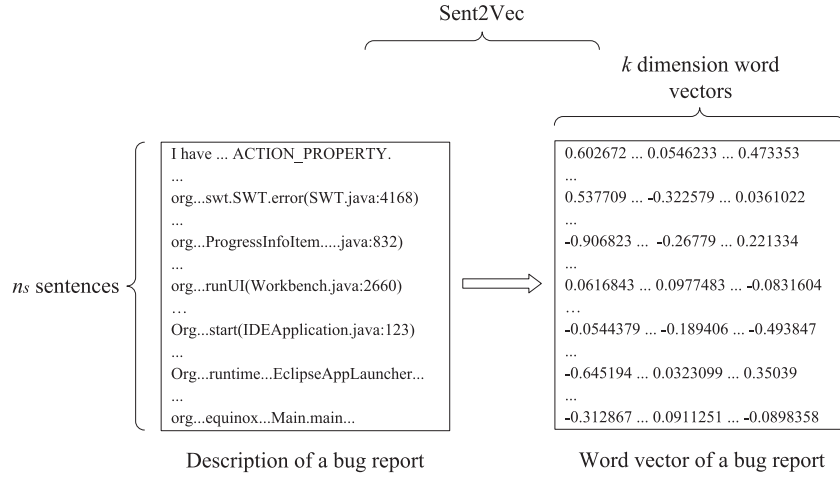 Sent2Vec
k dimension word
vectors
I have ... ACTION_PROPERTY.
...
org...swt.SWT.error(SWT.java:4168)
...
org...ProgressInfoItem.....java:832)
...
org...runUI(Workbench.java:2660)
…
Org...start(IDEApplication.java:123)
...
Org...runtime...EclipseAppLauncher...
...
org...equinox...Main.main...
ns sentences
Description of a bug report
0.602672 ... 0.0546233 ... 0.473353
...
0.537709 ... -0.322579 ... 0.0361022
...
-0.906823 ... -0.26779 ... 0.221334
...
0.0616843 ... 0.0977483 ... -0.0831604
...
-0.0544379 ... -0.189406 ... -0.493847
...
-0.645194 ... 0.0323099 ... 0.35039
...
-0.312867 ... 0.0911251 ... -0.0898358
Word vector of a bug report